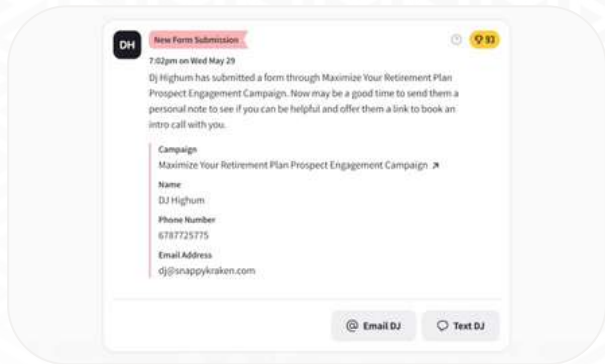 DH
New Form Submission
93
7:02pm on Wed May 29
Dj Highum has submitted a form through Maximize Your Retirement Plan
Prospect Engagement Campaign. Now may be a good time to send them a
personal note to see if you can be helpful and offer them a link to book an
intro call with you.
Campaign
Maximize Your Retirement Plan Prospect Engagement Campaign
Name
DJ Highum
Phone Number
6787725775
Email Address
dj@snappykraken.com
@ Email DJ
Text DJ